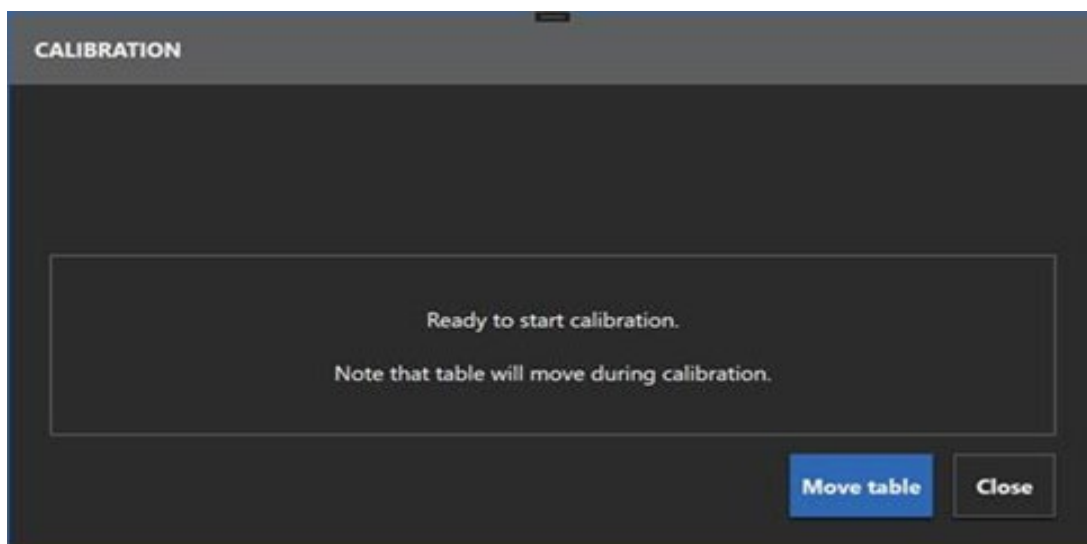 CALIBRATION
Ready to start calibration.
Note that table will move during calibration.
Move table
Close